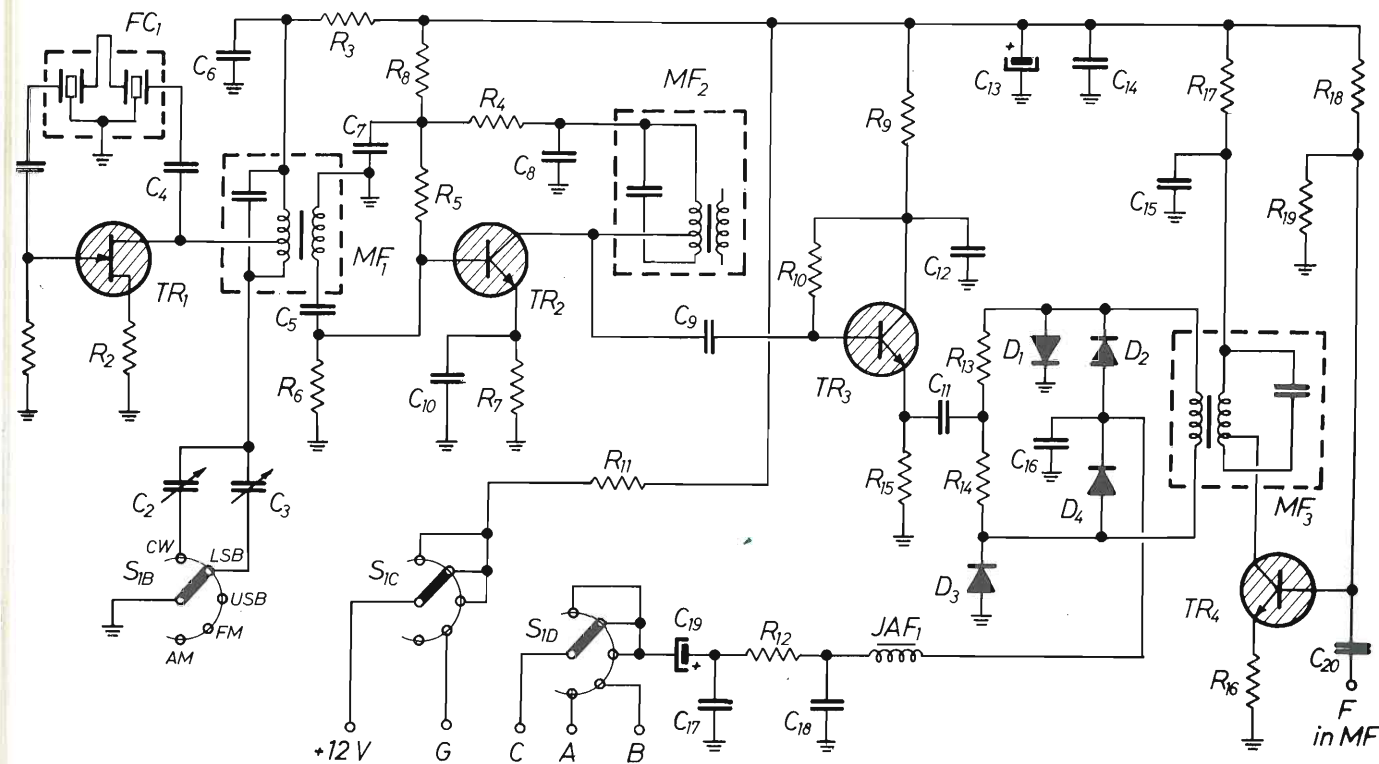 FC1
C6
R3
R8
R4
MF2
C7
C8
C4
R5
R9
C13
C14
R17
R18
C15
R19
MF1
TR1
R2
C5
TR2
R10
C12
C9
R6
C10
R7
TR3
C11
R13
D1
D2
R15
R14
C16
D4
MF3
D3
C2
C3
R11
CW
LSB
S1B
USB
FM
AM
S1C
S1D
C19
R12
JAF1
TR4
C20
R16
C17
C18
+
+
F
in MF
+12 V
G
C
A
B